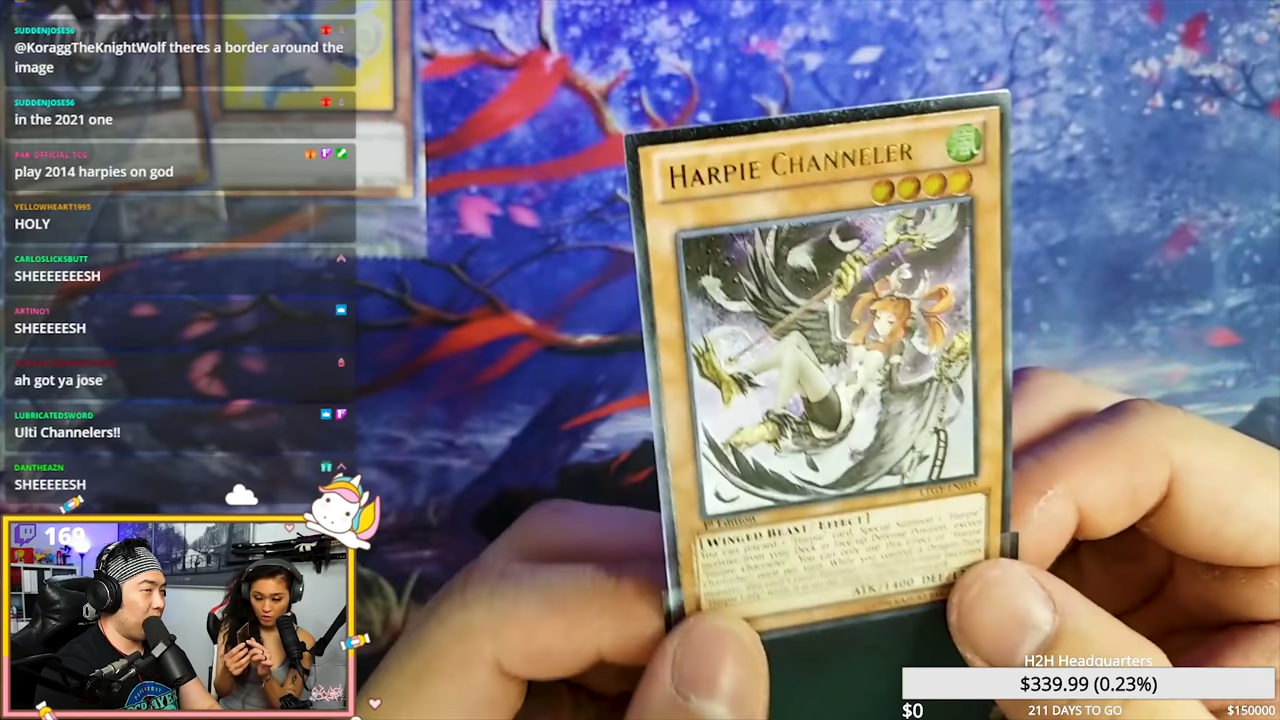 SUDDENJOSE56
@KoraggTheKnightWolf theres a border around the
image
SUDDENJOSE56
in the 2021 one
PAK-OFFICIAL TCG
play 2014 harpies on god
YELLOWHEART1995
HOLY
CARLOSLICKSBUTT
SHEEEEEEESH
ARTINO1
SHEEEEESH
ah got ya jose
LUBRICATEDSWORD
Ulti Channelers!!
DANTHEAZN
SHEEEEESH
169
HARPIE CHANNELER
1st Edition
[WINGED BEAST / EFFECT]
ATK/1400 DEF/
H2H Headquarters
$339.99 (0.23%)
$0
211 DAYS TO GO
$150000